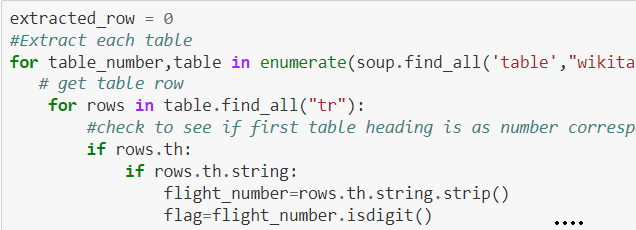 extracted_row = 0
#Extract each table
for table_number,table in enumerate(soup.find_all('table',"wikita
# get table row
for rows in table.find_all("tr"):
#check to see if first table heading is as number corresp
if rows.th:
if rows.th.string:
flight_number=rows.th.string.strip()
flag=flight_number.isdigit()
....